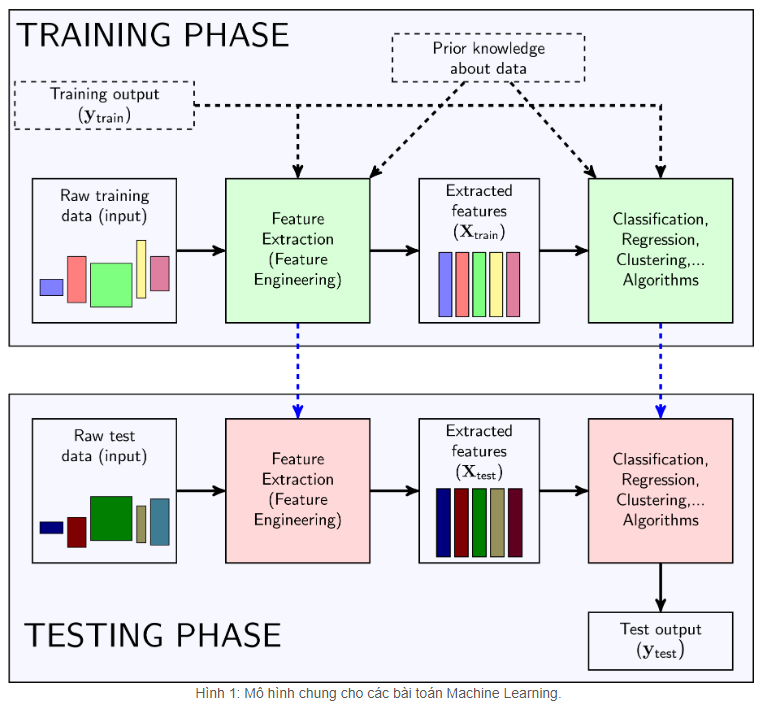 TRAINING PHASE
Prior knowledge
about data
Training output
(y_train)
Raw training
data (input)
Feature
Extraction
(Feature
Engineering)
Extracted
features
(X_train)
Classification,
Regression,
Clustering,...
Algorithms
Raw test
data (input)
Feature
Extraction
(Feature
Engineering)
Extracted
features
(X_test)
Classification,
Regression,
Clustering,...
Algorithms
TESTING PHASE
Test output
(y_test)
Hình 1: Mô hình chung cho các bài toán Machine Learning.